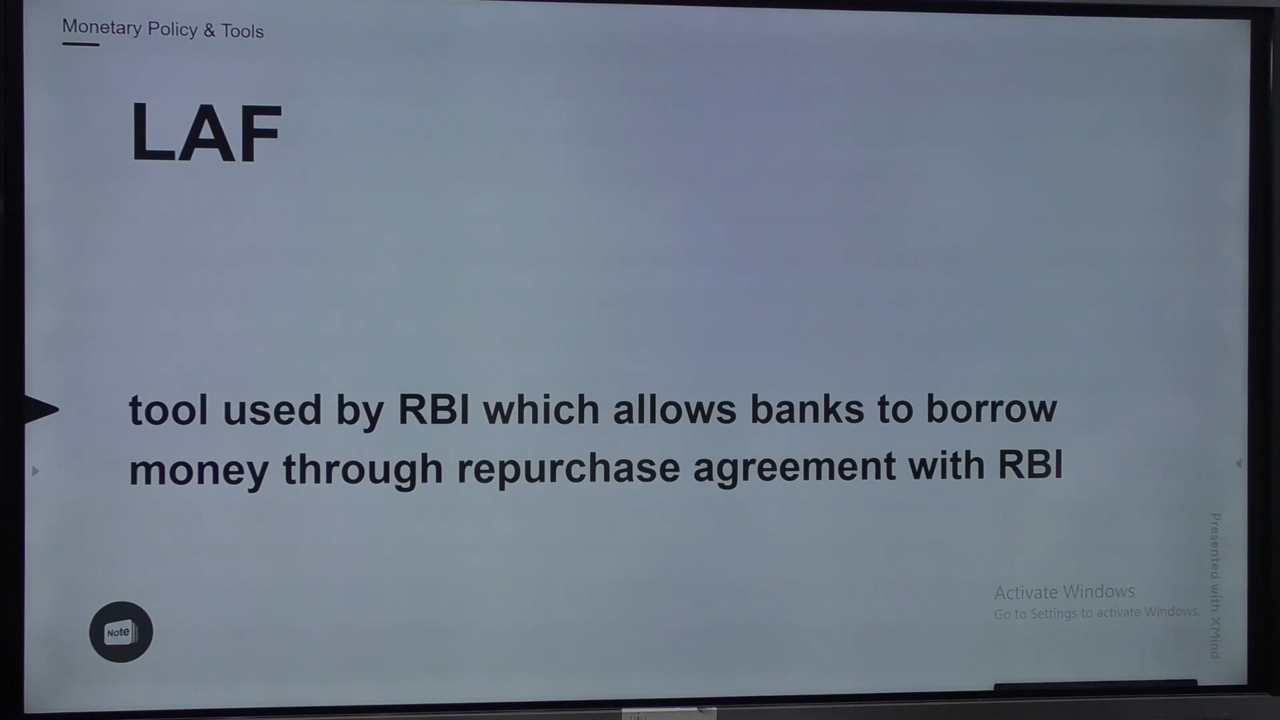 Monetary Policy & Tools
LAF
tool used by RBI which allows banks to borrow
money through repurchase agreement with RBI
Note
Activate Windows
Go to Settings to activate Windows.
Presented with XMind